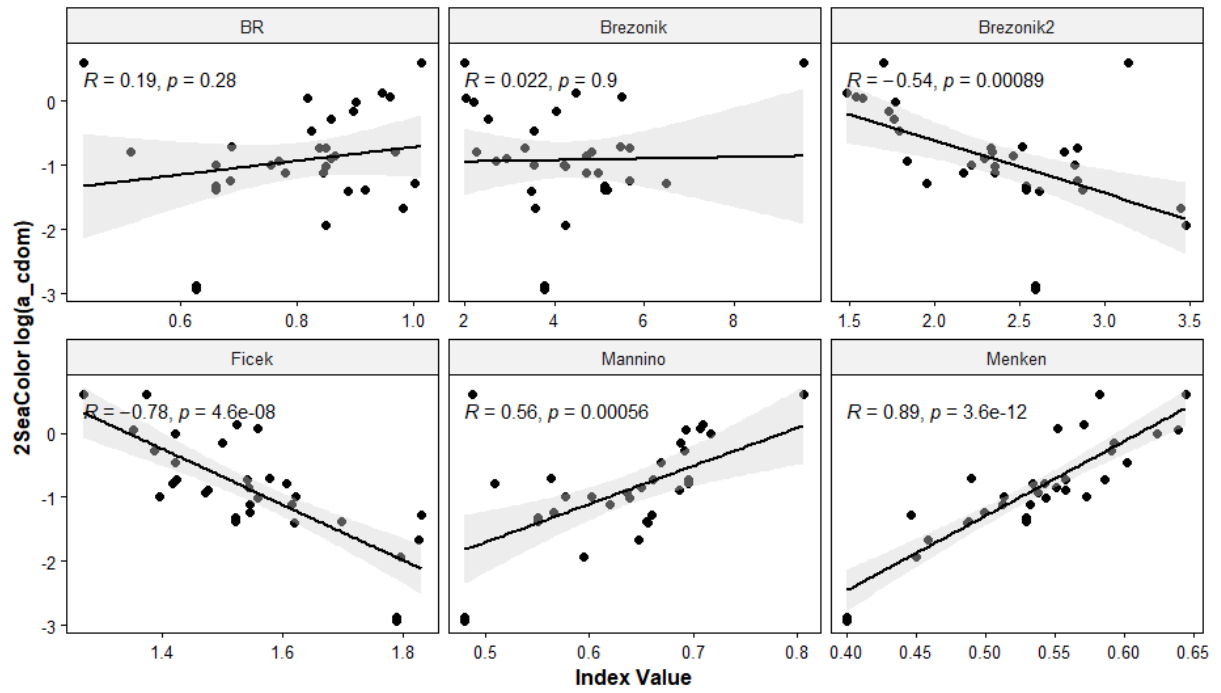 BR
Brezonik
Brezonik2
R = 0.19, p = 0.28
R = 0.022, p = 0.9
R = −0.54, p = 0.00089
0
-1
-2
-3
0.6
0.8
1.0
2
4
6
8
1.5
2.0
2.5
3.0
3.5
2SeaColor log(a_cdom)
Ficek
Mannino
Menken
R = −0.78, p = 4.6e-08
R = 0.56, p = 0.00056
R = 0.89, p = 3.6e-12
0
-1
-2
-3
1.4
1.6
1.8
0.5
0.6
0.7
0.8
0.40
0.45
0.50
0.55
0.60
0.65
Index Value